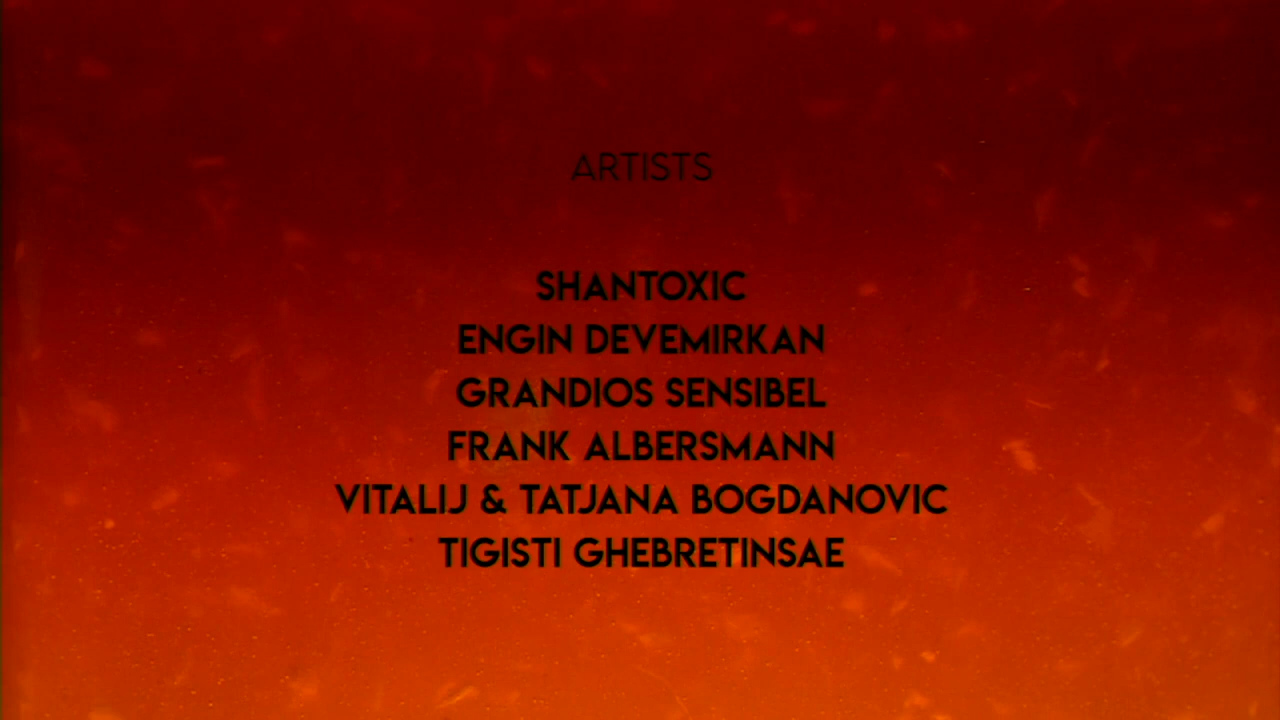 ARTISTS
SHANTOXIC
ENGIN DEVEMIRKAN
GRANDIOS SENSIBEL
FRANK ALBERSMANN
VITALIJ & TATJANA BOGDANOVIC
TIGISTI GHEBRETINSAE